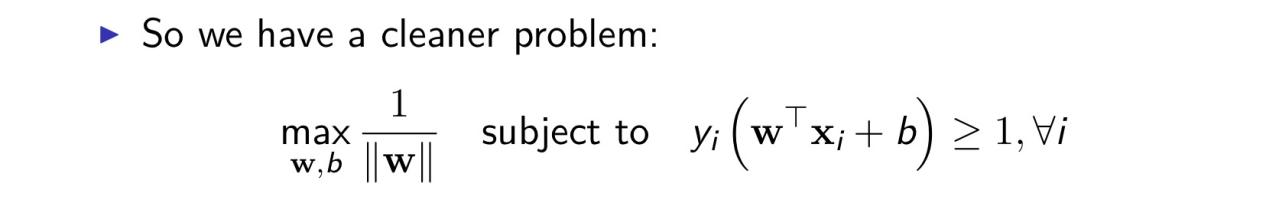 ▶ So we have a cleaner problem:
max_{w,b} 1/‖w‖ subject to y_i(w^⊤x_i + b) ≥ 1, ∀i